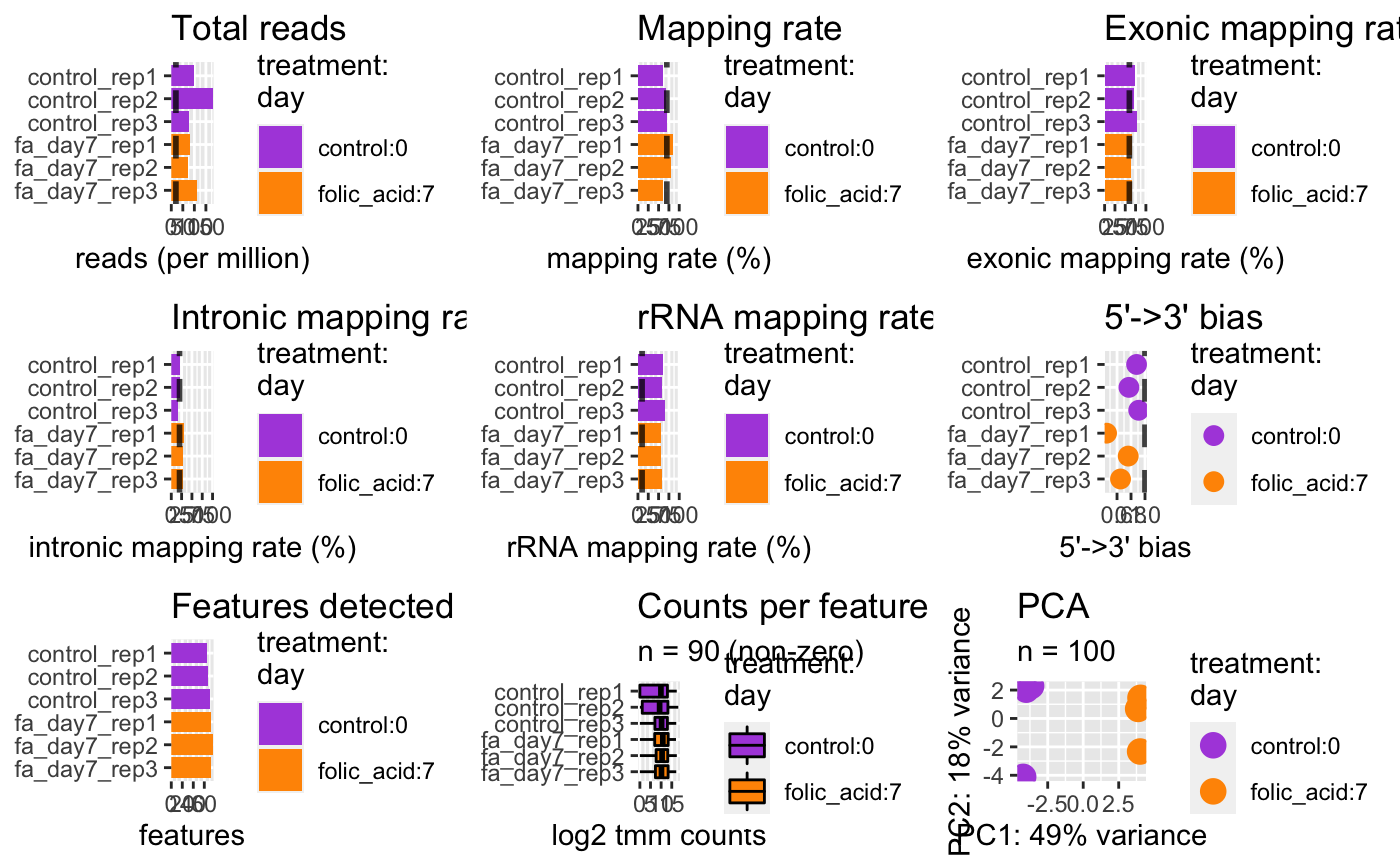 Total reads
treatment:
day
control_rep1
control_rep2
control_rep3
fa_day7_rep1
fa_day7_rep2
fa_day7_rep3
control:0
folic_acid:7
reads (per million)
Mapping rate
treatment:
day
control_rep1
control_rep2
control_rep3
fa_day7_rep1
fa_day7_rep2
fa_day7_rep3
control:0
folic_acid:7
mapping rate (%)
Exonic mapping rat
treatment:
day
control_rep1
control_rep2
control_rep3
fa_day7_rep1
fa_day7_rep2
fa_day7_rep3
control:0
folic_acid:7
exonic mapping rate (%)
Intronic mapping ra
treatment:
day
control_rep1
control_rep2
control_rep3
fa_day7_rep1
fa_day7_rep2
fa_day7_rep3
control:0
folic_acid:7
intronic mapping rate (%)
rRNA mapping rate
treatment:
day
control_rep1
control_rep2
control_rep3
fa_day7_rep1
fa_day7_rep2
fa_day7_rep3
control:0
folic_acid:7
rRNA mapping rate (%)
5'->3' bias
treatment:
day
control_rep1
control_rep2
control_rep3
fa_day7_rep1
fa_day7_rep2
fa_day7_rep3
control:0
folic_acid:7
5'->3' bias
Features detected
treatment:
day
control_rep1
control_rep2
control_rep3
fa_day7_rep1
fa_day7_rep2
fa_day7_rep3
control:0
folic_acid:7
features
Counts per feature
n = 90 (non-zero)
treatment:
day
control_rep1
control_rep2
control_rep3
fa_day7_rep1
fa_day7_rep2
fa_day7_rep3
control:0
folic_acid:7
log2 tmm counts
PCA
n = 100
treatment:
day
PC2: 18% variance
2
0
-2
-4
control:0
folic_acid:7
-2.5 0.0 2.5
PC1: 49% variance